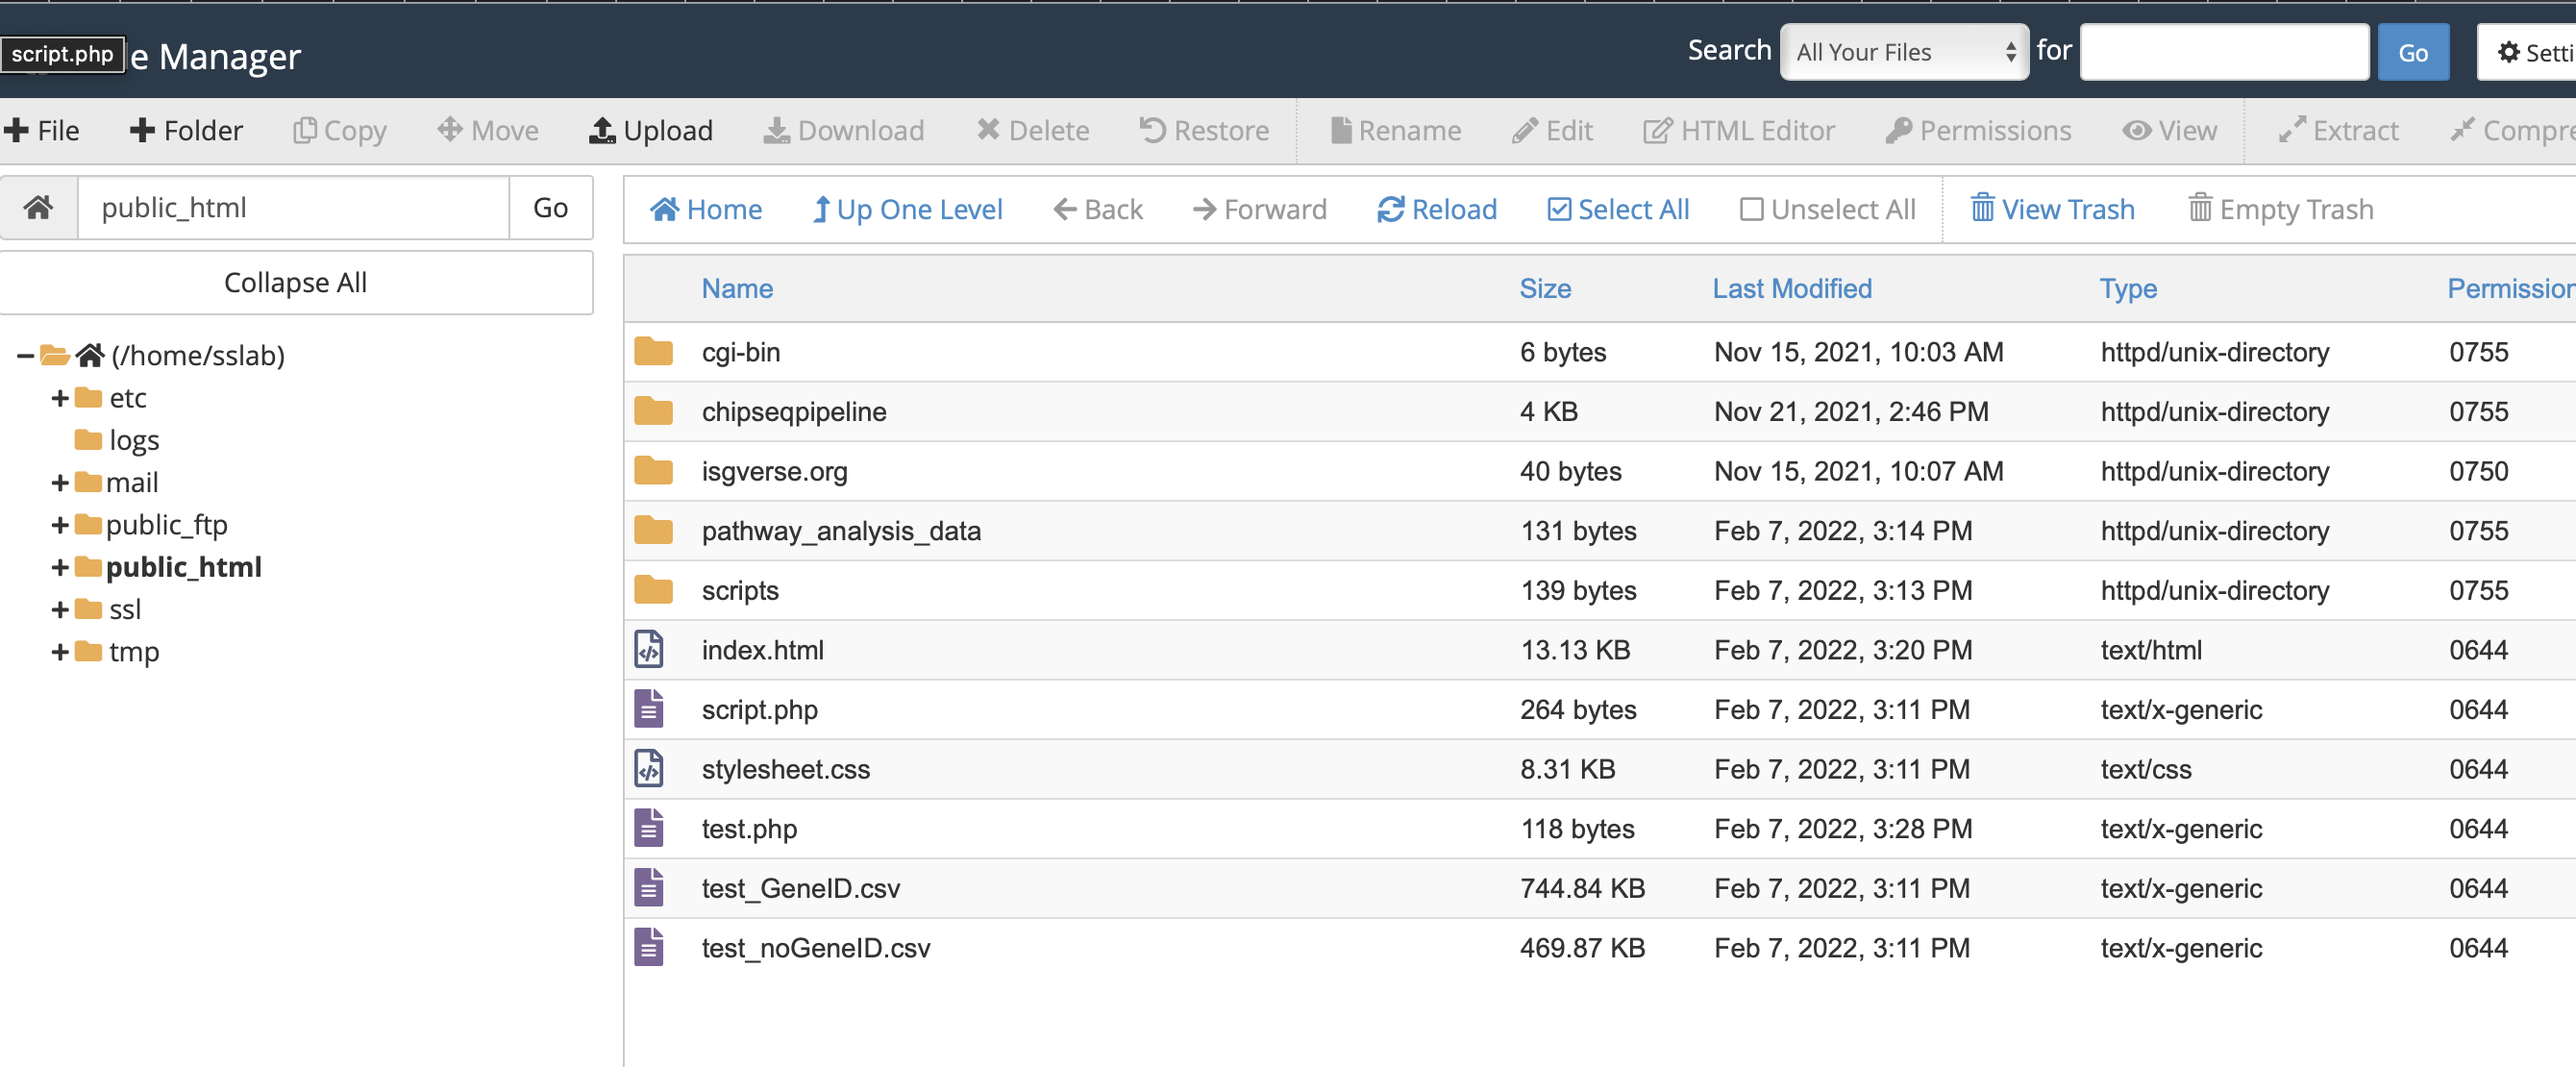 script.php
e Manager
Search All Your Files for Go Setti
File Folder Copy Move Upload Download Delete Restore Rename Edit HTML Editor Permissions View Extract Compre
public_html Go
Home Up One Level Back Forward Reload Select All Unselect All View Trash Empty Trash
Collapse All
(/home/sslab)
etc
logs
mail
public_ftp
public_html
ssl
tmp
Name Size Last Modified Type Permission
cgi-bin 6 bytes Nov 15, 2021, 10:03 AM httpd/unix-directory 0755
chipseqpipeline 4 KB Nov 21, 2021, 2:46 PM httpd/unix-directory 0755
isgverse.org 40 bytes Nov 15, 2021, 10:07 AM httpd/unix-directory 0750
pathway_analysis_data 131 bytes Feb 7, 2022, 3:14 PM httpd/unix-directory 0755
scripts 139 bytes Feb 7, 2022, 3:13 PM httpd/unix-directory 0755
index.html 13.13 KB Feb 7, 2022, 3:20 PM text/html 0644
script.php 264 bytes Feb 7, 2022, 3:11 PM text/x-generic 0644
stylesheet.css 8.31 KB Feb 7, 2022, 3:11 PM text/css 0644
test.php 118 bytes Feb 7, 2022, 3:28 PM text/x-generic 0644
test_GeneID.csv 744.84 KB Feb 7, 2022, 3:11 PM text/x-generic 0644
test_noGeneID.csv 469.87 KB Feb 7, 2022, 3:11 PM text/x-generic 0644